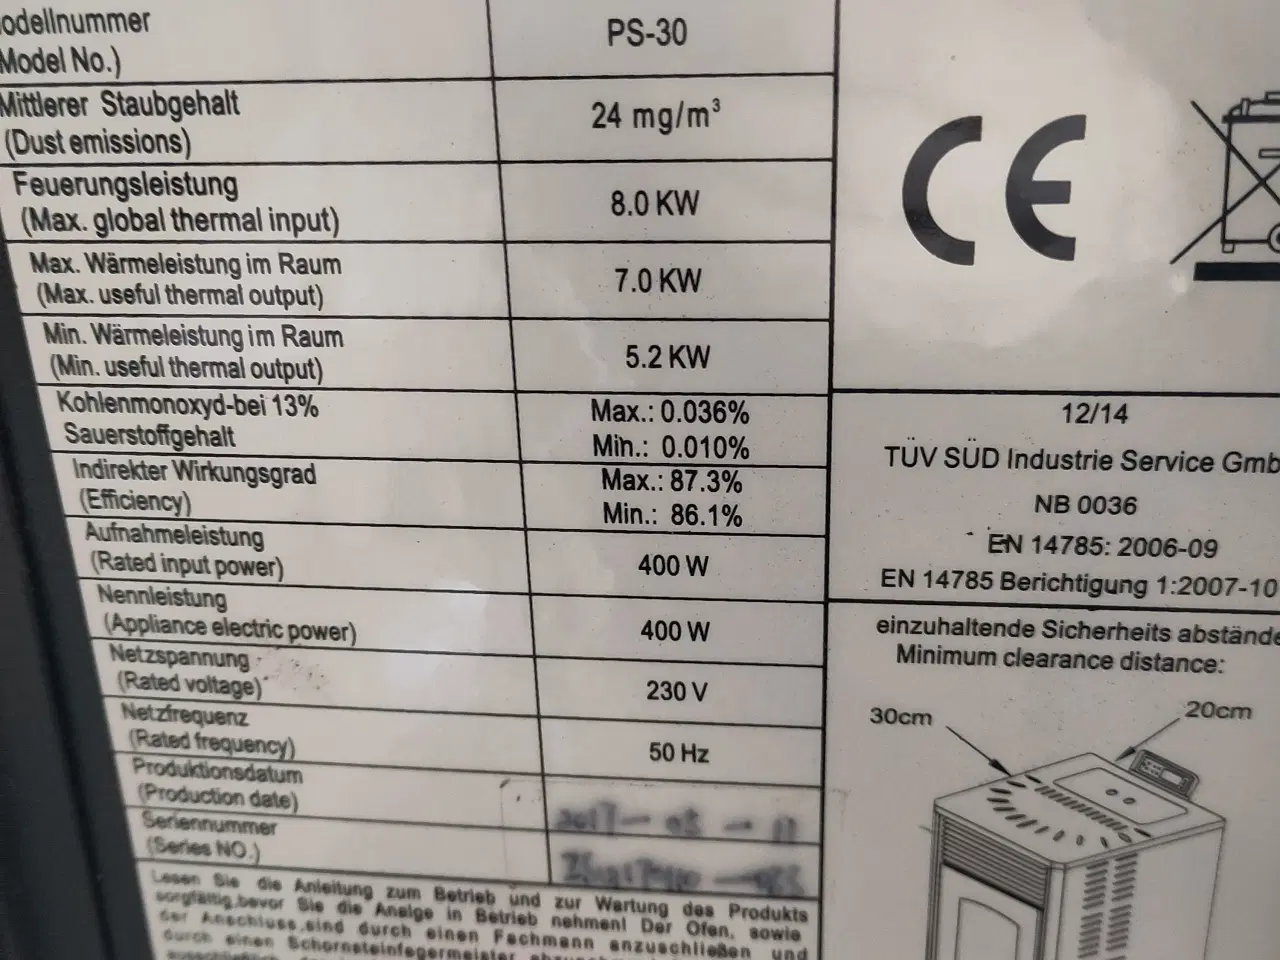 odellnummer
Model No.)
PS-30
Mittlerer Staubgehalt
(Dust emissions)
24 mg/m³
Feuerungsleistung
(Max. global thermal input)
8.0 KW
Max. Wärmeleistung im Raum
(Max. useful thermal output)
7.0 KW
Min. Wärmeleistung im Raum
(Min. useful thermal output)
5.2 KW
Kohlenmonoxyd-bei 13%
Sauerstoffgehalt
Max.: 0.036%
Min.: 0.010%
Indirekter Wirkungsgrad
(Efficiency)
Max.: 87.3%
Min.: 86.1%
Aufnahmeleistung
(Rated input power)
400 W
Nennleistung
(Appliance electric power)
400 W
Netzspannung
(Rated voltage)
230 V
Netzfrequenz
(Rated frequency)
50 Hz
Produktionsdatum
(Production date)
Seriennummer
(Series NO.)
Lesen Sie die Anleitung zum Betrieb und zur Wartung des Produkts
sorgfältig,bevor Sie die Analge in Betrieb nehmen! Der Ofen, sowie
der Anschluss,sind durch einen Fachmann anzuschließen und
durch einen Schornsteinfegermeister
CE
12/14
TÜV SÜD Industrie Service Gmb
NB 0036
EN 14785: 2006-09
EN 14785 Berichtigung 1:2007-10
einzuhaltende Sicherheits abstände
Minimum clearance distance:
30cm
20cm